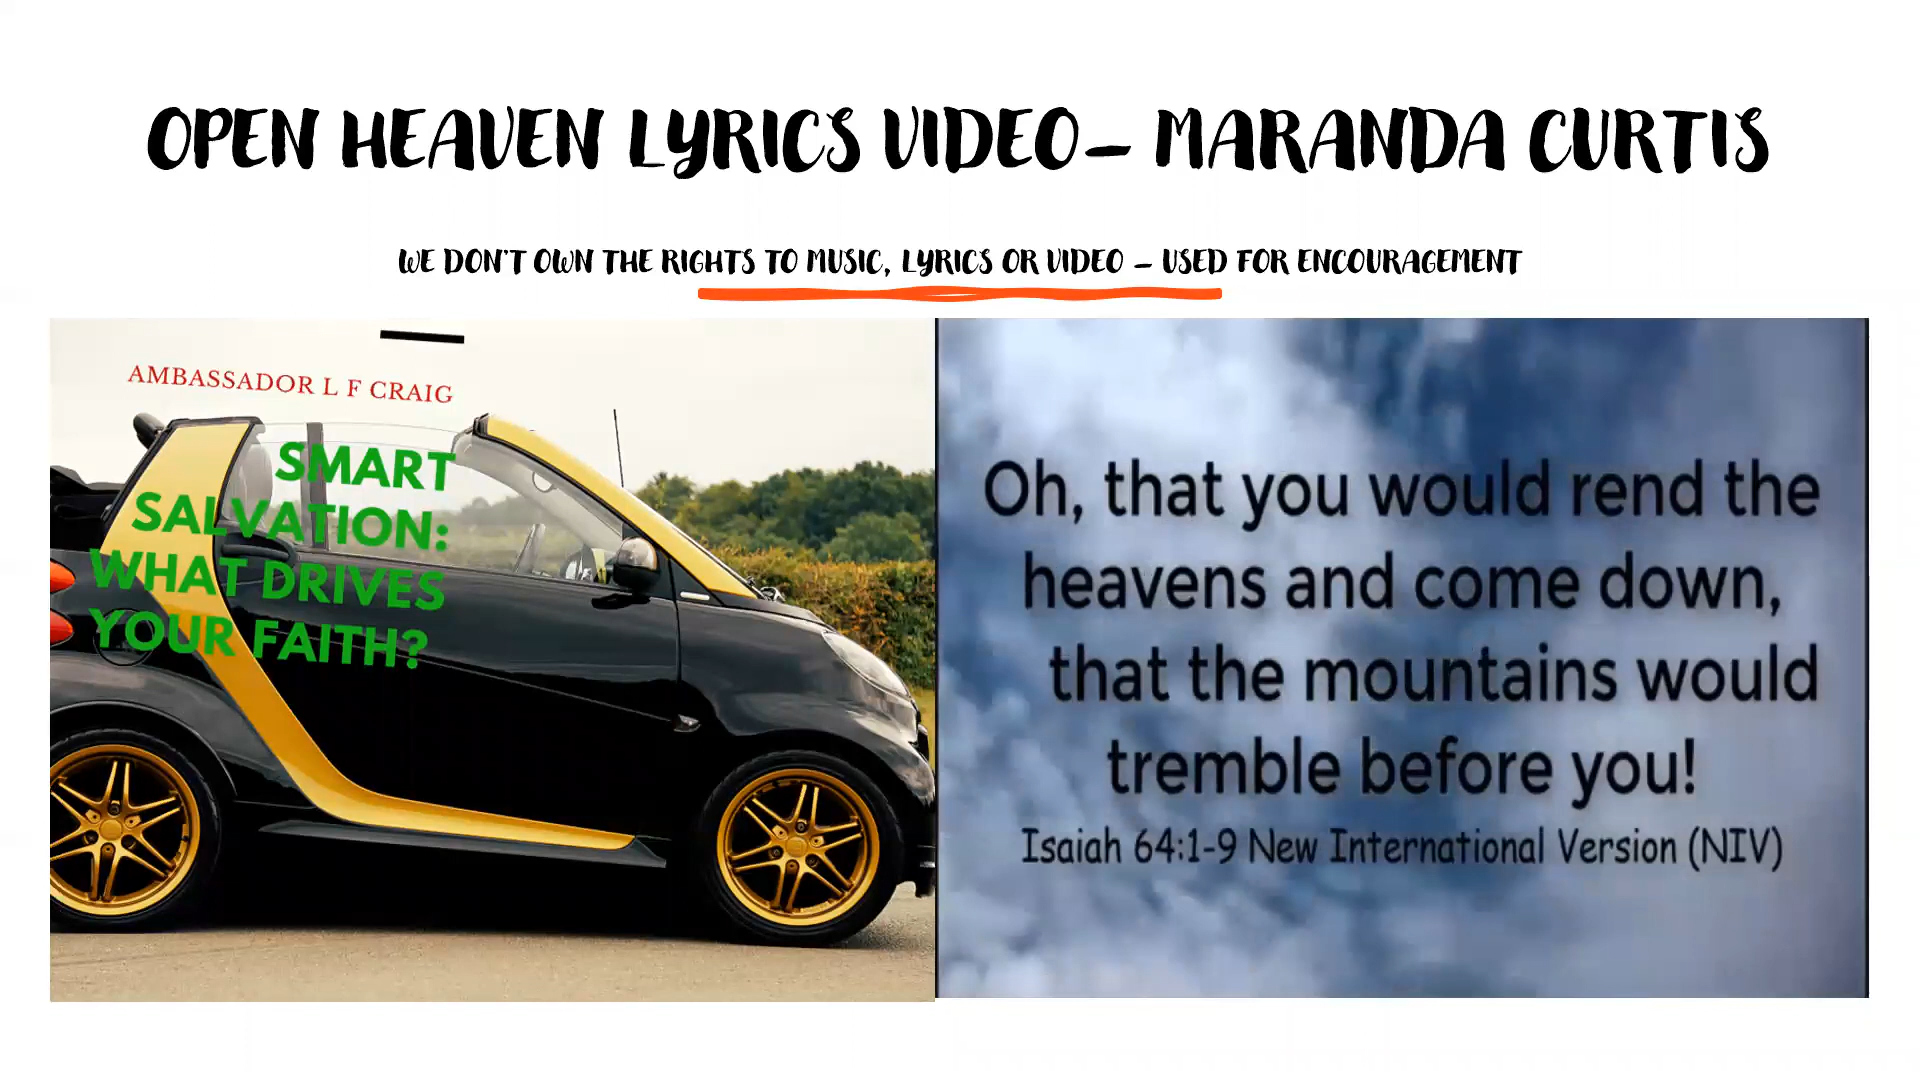 OPEN HEAVEN LYRICS VIDEO- MARANDA CURTIS
WE DON'T OWN THE RIGHTS TO MUSIC, LYRICS OR VIDEO - USED FOR ENCOURAGEMENT
AMBASSADOR L F CRAIG
SMART
SALVATION:
WHAT DRIVES
YOUR FAITH?
Oh, that you would rend the
heavens and come down,
that the mountains would
tremble before you!
Isaiah 64:1-9 New International Version (NIV)